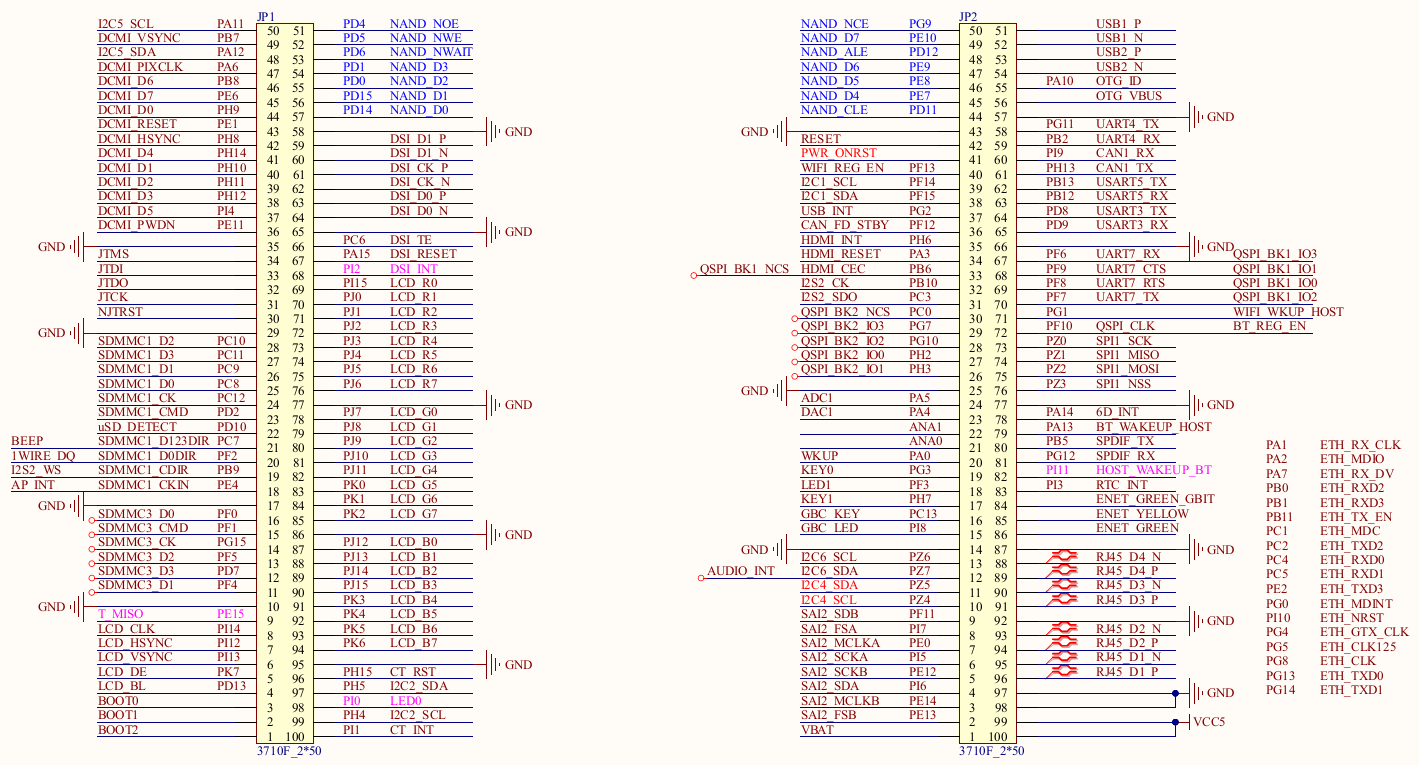 JP1
I2C5_SCL PA11 50 51 PD4 NAND_NOE
DCMI_VSYNC PB7 49 52 PD5 NAND_NWE
I2C5_SDA PA12 48 53 PD6 NAND_NWAIT
DCMI_PIXCLK PA6 47 54 PD1 NAND_D3
DCMI_D6 PB8 46 55 PD0 NAND_D2
DCMI_D7 PE6 45 56 PD15 NAND_D1
DCMI_D0 PH9 44 57 PD14 NAND_D0
DCMI_RESET PE1 43 58 GND
DCMI_HSYNC PH8 42 59 DSI_D1_P
DCMI_D4 PH14 41 60 DSI_D1_N
DCMI_D1 PH10 40 61 DSI_CK_P
DCMI_D2 PH11 39 62 DSI_CK_N
DCMI_D3 PH12 38 63 DSI_D0_P
DCMI_D5 PI4 37 64 DSI_D0_N
DCMI_PWDN PE11 36 65 GND
GND 35 66 PC6 DSI_TE
JTMS 34 67 PA15 DSI_RESET
JTDI 33 68 PI2 DSI_INT
JTDO 32 69 PI15 LCD_R0
JTCK 31 70 PJ0 LCD_R1
NJTRST 30 71 PJ1 LCD_R2
GND 29 72 PJ2 LCD_R3
SDMMC1_D2 PC10 28 73 PJ3 LCD_R4
SDMMC1_D3 PC11 27 74 PJ4 LCD_R5
SDMMC1_D1 PC9 26 75 PJ5 LCD_R6
SDMMC1_D0 PC8 25 76 PJ6 LCD_R7
SDMMC1_CK PC12 24 77 GND
SDMMC1_CMD PD2 23 78 PJ7 LCD_G0
uSD_DETECT PD10 22 79 PJ8 LCD_G1
BEEP SDMMC1_D123DIR PC7 21 80 PJ9 LCD_G2
1WIRE_DQ SDMMC1_D0DIR PF2 20 81 PJ10 LCD_G3
I2S2_WS SDMMC1_CDIR PB9 19 82 PJ11 LCD_G4
AP_INT SDMMC1_CKIN PE4 18 83 PK0 LCD_G5
GND 17 84 PK1 LCD_G6
SDMMC3_D0 PF0 16 85 PK2 LCD_G7
SDMMC3_CMD PF1 15 86 GND
SDMMC3_CK PG15 14 87 PJ12 LCD_B0
SDMMC3_D2 PF5 13 88 PJ13 LCD_B1
SDMMC3_D3 PD7 12 89 PJ14 LCD_B2
SDMMC3_D1 PF4 11 90 PJ15 LCD_B3
GND 10 91 PK3 LCD_B4
T_MISO PE15 9 92 PK4 LCD_B5
LCD_CLK PI14 8 93 PK5 LCD_B6
LCD_HSYNC PI12 7 94 PK6 LCD_B7
LCD_VSYNC PI13 6 95 GND
LCD_DE PK7 5 96 PH15 CT_RST
LCD_BL PD13 4 97 PH5 I2C2_SDA
BOOT0 3 98 PI0 LED0
BOOT1 2 99 PH4 I2C2_SCL
BOOT2 1 100 PI1 CT_INT
3710F_2*50
JP2
NAND_NCE PG9 50 51 USB1_P
NAND_D7 PE10 49 52 USB1_N
NAND_ALE PD12 48 53 USB2_P
NAND_D6 PE9 47 54 USB2_N
NAND_D5 PE8 46 55 PA10 OTG_ID
NAND_D4 PE7 45 56 OTG_VBUS
NAND_CLE PD11 44 57 GND
GND 43 58 PG11 UART4_TX
RESET 42 59 PB2 UART4_RX
PWR_ONRST 41 60 PI9 CAN1_RX
WIFI_REG_EN PF13 40 61 PH13 CAN1_TX
I2C1_SCL PF14 39 62 PB13 USART5_TX
I2C1_SDA PF15 38 63 PB12 USART5_RX
USB_INT PG2 37 64 PD8 USART3_TX
CAN_FD_STBY PF12 36 65 PD9 USART3_RX
HDMI_INT PH6 35 66 GND
HDMI_RESET PA3 34 67 PF6 UART7_RX QSPI_BK1_IO3
QSPI_BK1_NCS HDMI_CEC PB6 33 68 PF9 UART7_CTS QSPI_BK1_IO1
I2S2_CK PB10 32 69 PF8 UART7_RTS QSPI_BK1_IO0
I2S2_SDO PC3 31 70 PF7 UART7_TX QSPI_BK1_IO2
QSPI_BK2_NCS PC0 30 71 PG1 WIFI_WKUP_HOST
QSPI_BK2_IO3 PG7 29 72 PF10 QSPI_CLK BT_REG_EN
QSPI_BK2_IO2 PG10 28 73 PZ0 SPI1_SCK
QSPI_BK2_IO0 PH2 27 74 PZ1 SPI1_MISO
QSPI_BK2_IO1 PH3 26 75 PZ2 SPI1_MOSI
GND 25 76 PZ3 SPI1_NSS
ADC1 PA5 24 77 GND
DAC1 PA4 23 78 PA14 6D_INT
ANA1 22 79 PA13 BT_WAKEUP_HOST
ANA0 21 80 PB5 SPDIF_TX
WKUP PA0 20 81 PG12 SPDIF_RX
KEY0 PG3 19 82 PI11 HOST_WAKEUP_BT
LED1 PF3 18 83 PI3 RTC_INT
KEY1 PH7 17 84 ENET_GREEN_GBIT
GBC_KEY PC13 16 85 ENET_YELLOW
GBC_LED PI8 15 86 ENET_GREEN
GND 14 87 GND
I2C6_SCL PZ6 13 88 RJ45_D4_N
AUDIO_INT I2C6_SDA PZ7 12 89 RJ45_D4_P
I2C4_SDA PZ5 11 90 RJ45_D3_N
I2C4_SCL PZ4 10 91 RJ45_D3_P
SAI2_SDB PF11 9 92 GND
SAI2_FSA PI7 8 93 RJ45_D2_N
SAI2_MCLKA PE0 7 94 RJ45_D2_P
SAI2_SCKA PI5 6 95 RJ45_D1_N
SAI2_SCKB PE12 5 96 RJ45_D1_P
SAI2_SDA PI6 4 97 GND
SAI2_MCLKB PE14 3 98
SAI2_FSB PE13 2 99 VCC5
VBAT 1 100
3710F_2*50
PA1 ETH_RX_CLK
PA2 ETH_MDIO
PA7 ETH_RX_DV
PB0 ETH_RXD2
PB1 ETH_RXD3
PB11 ETH_TX_EN
PC1 ETH_MDC
PC2 ETH_TXD2
PC4 ETH_RXD0
PC5 ETH_RXD1
PE2 ETH_TXD3
PG0 ETH_MDINT
PI10 ETH_NRST
PG4 ETH_GTX_CLK
PG5 ETH_CLK125
PG8 ETH_CLK
PG13 ETH_TXD0
PG14 ETH_TXD1